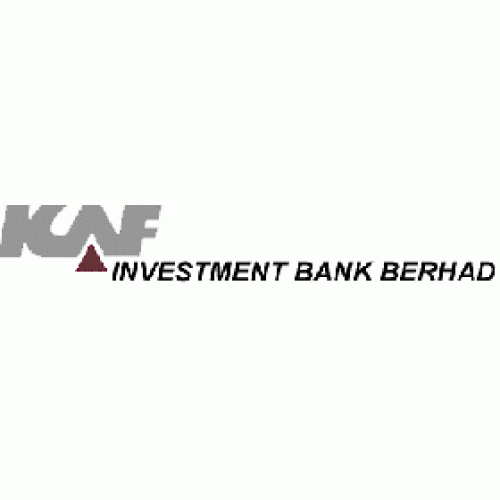 KAF
INVESTMENT BANK BERHAD